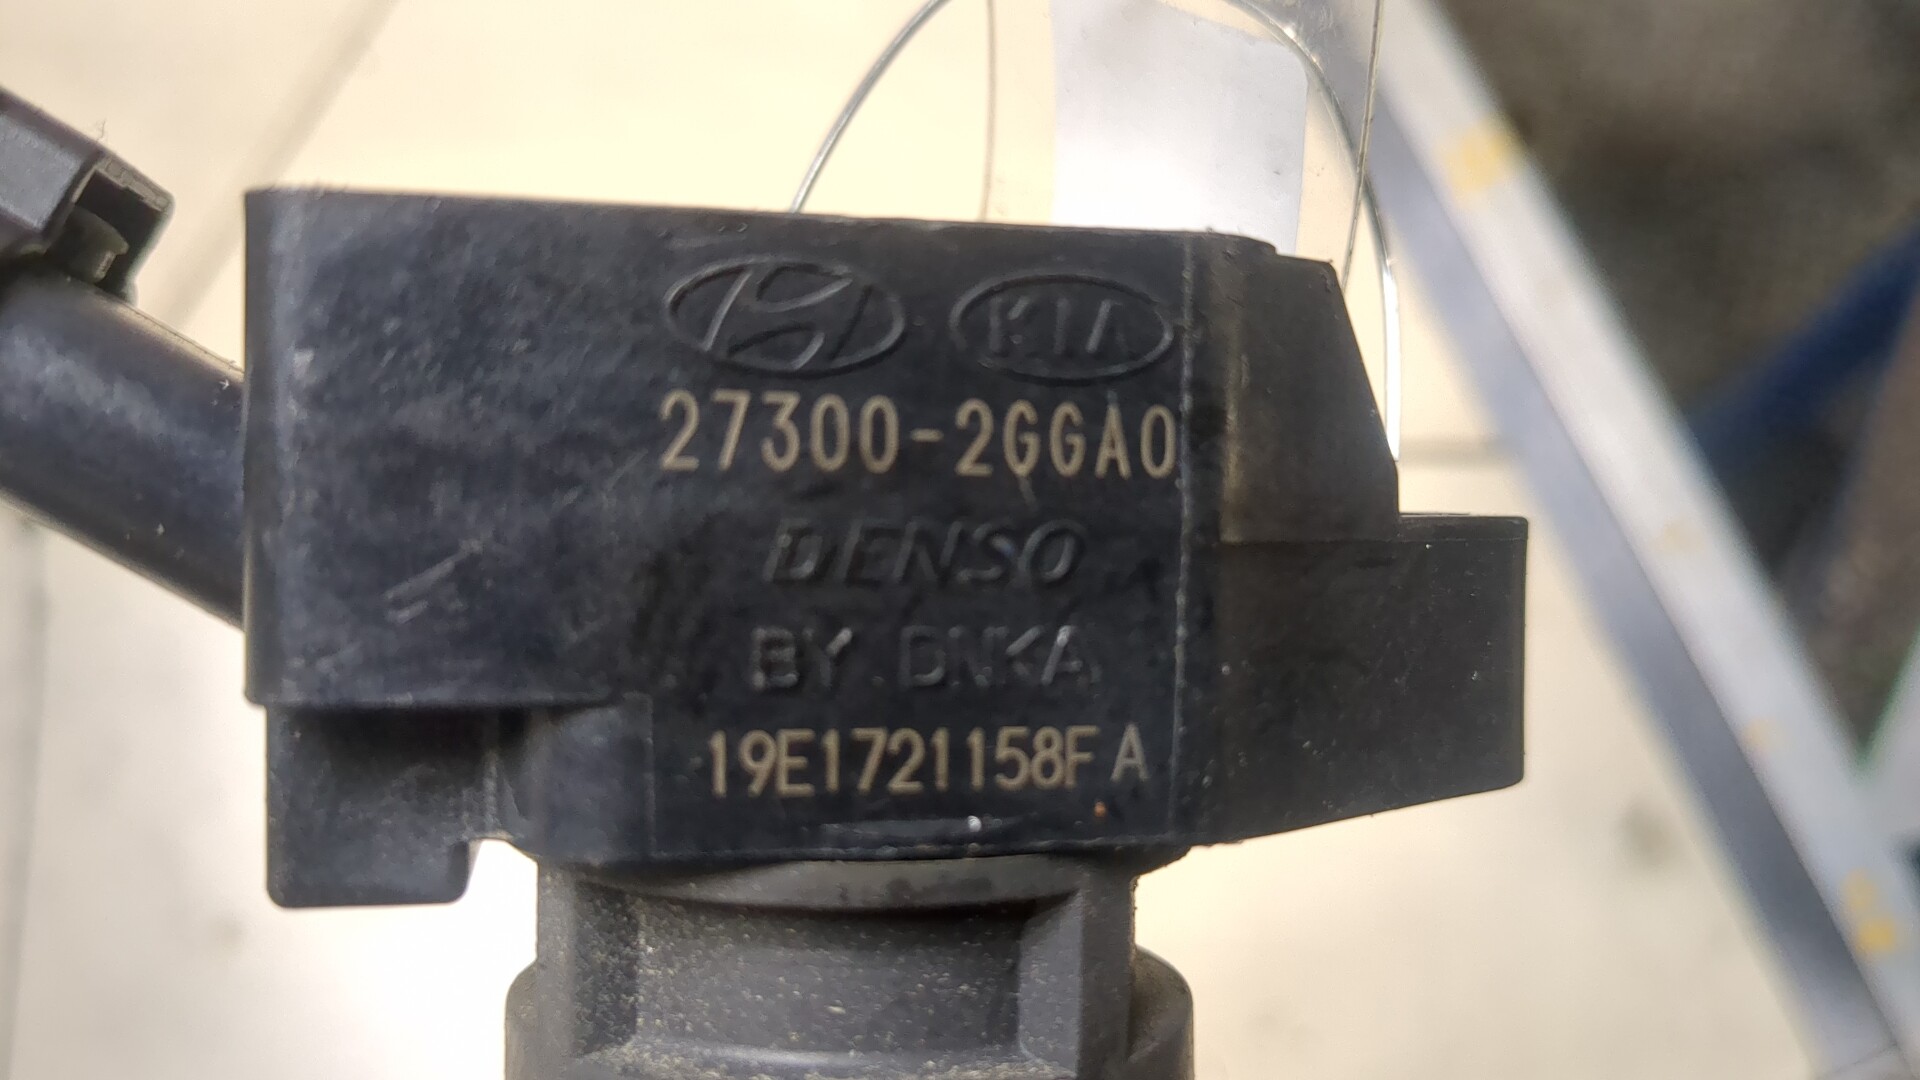 KIA
27300-2GGA0
DENSO
BY DNKA
19E1721158F A